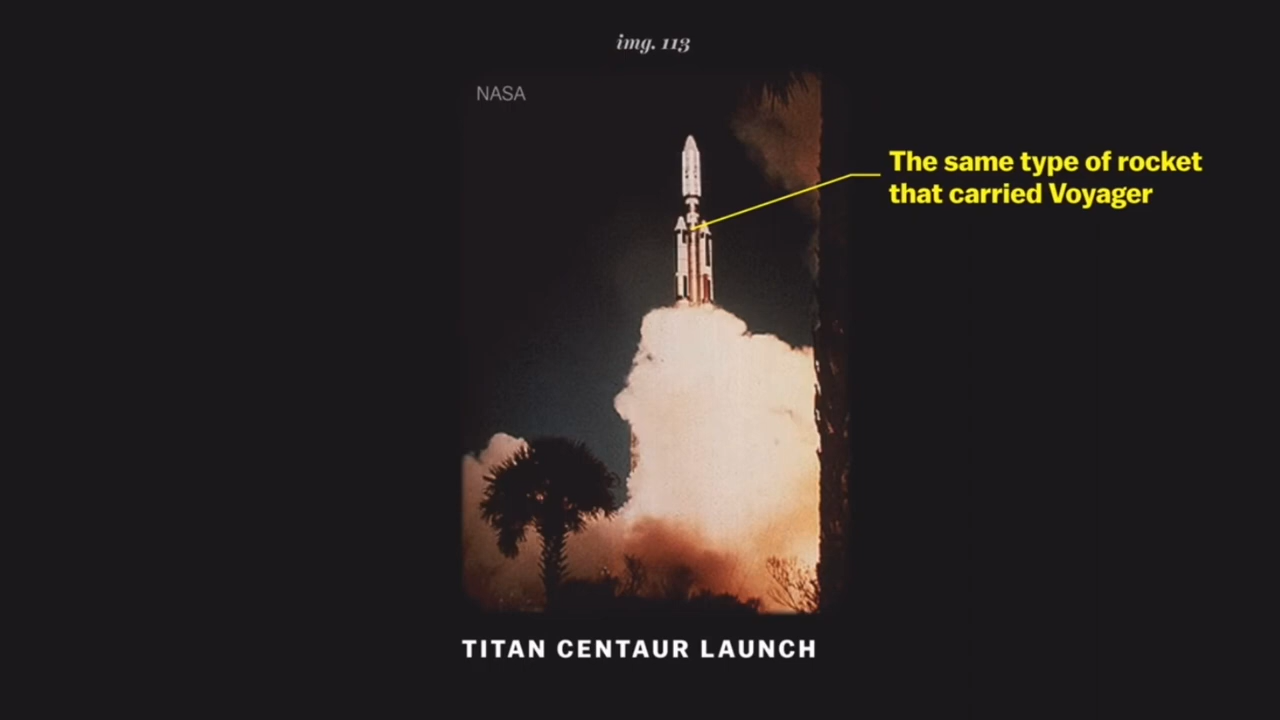 img. 113
NASA
The same type of rocket
that carried Voyager
TITAN CENTAUR LAUNCH